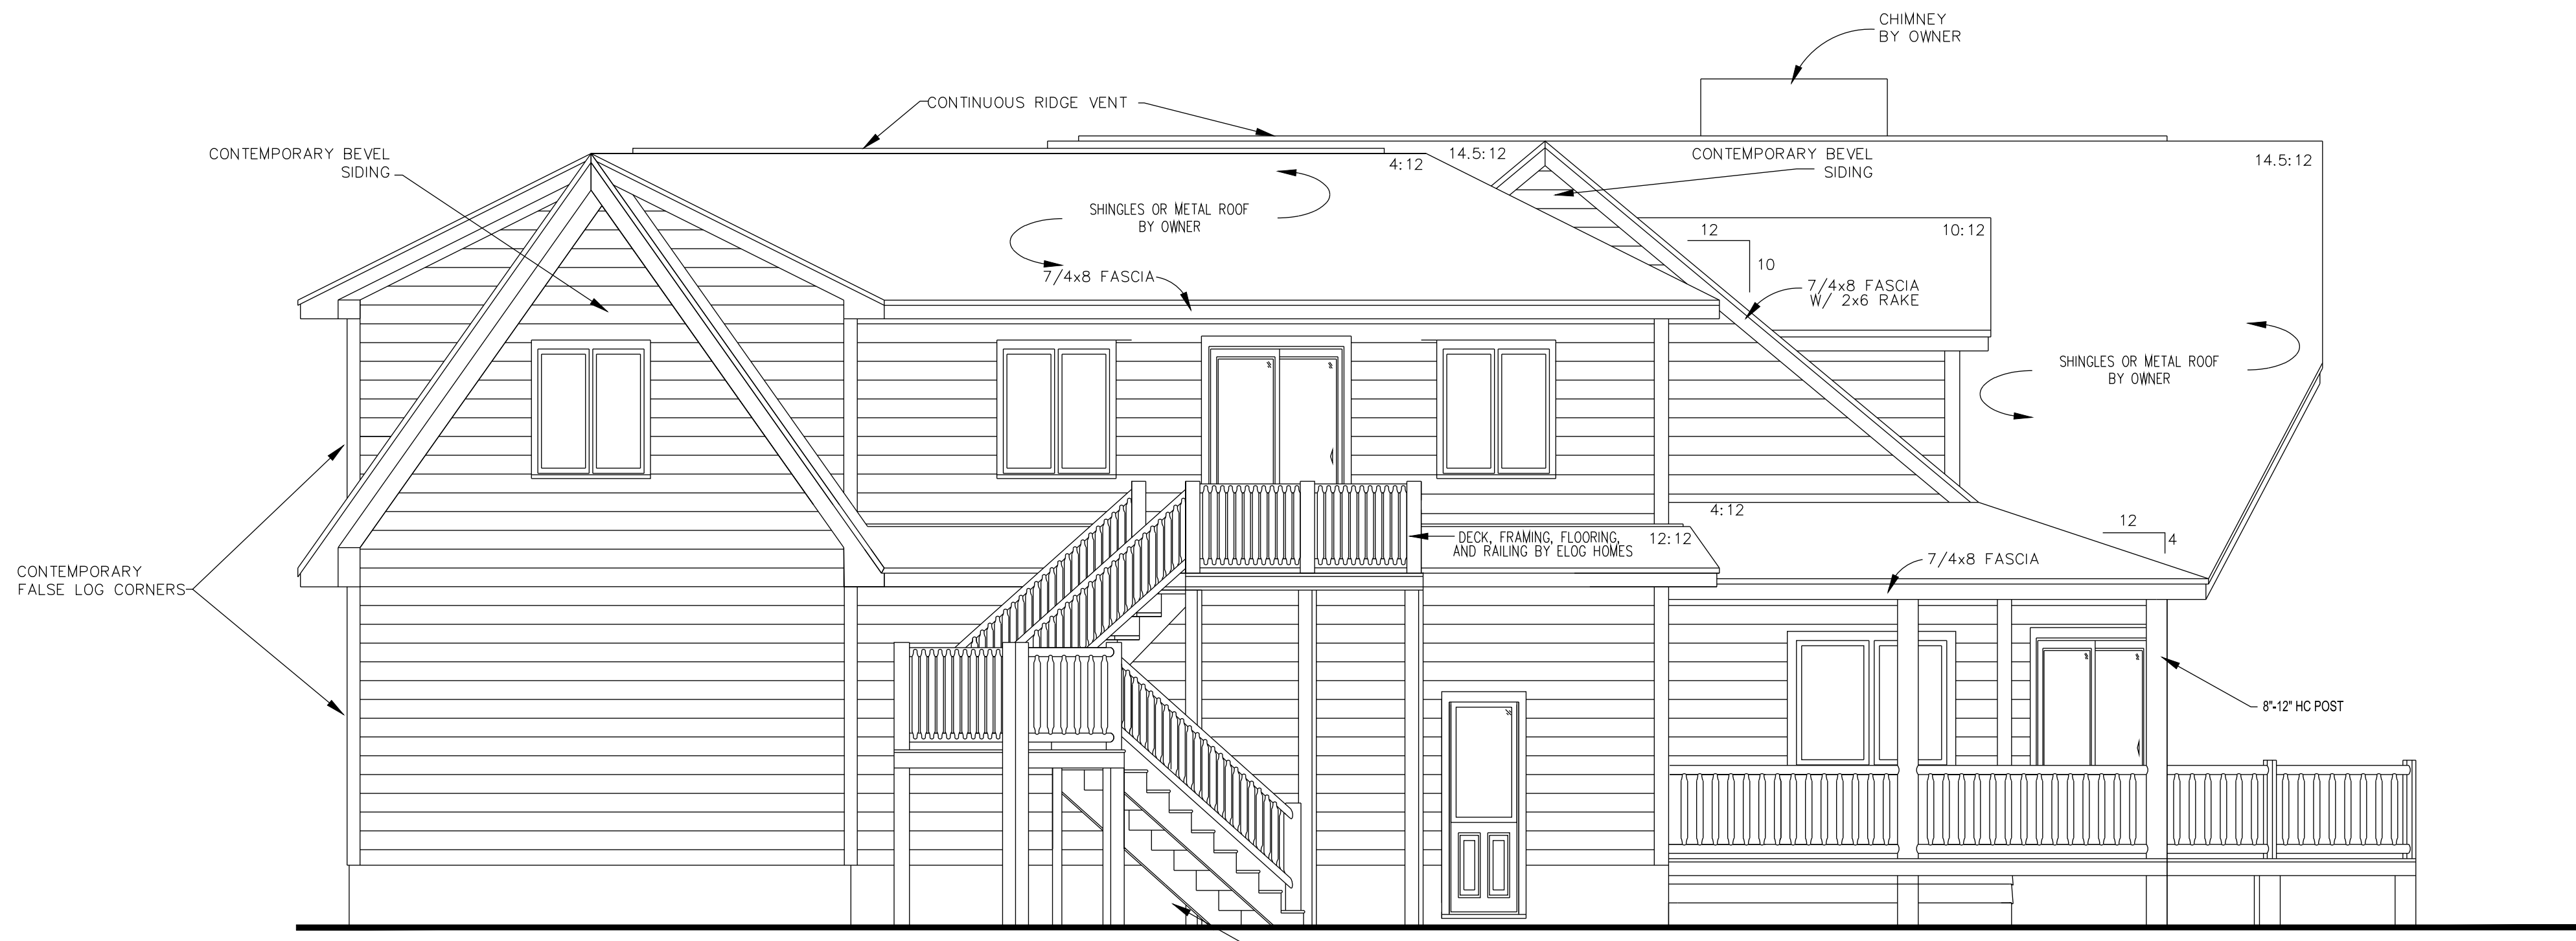 CHIMNEY
BY OWNER
CONTINUOUS RIDGE VENT
CONTEMPORARY BEVEL
SIDING
4:12
14.5:12
CONTEMPORARY BEVEL
SIDING
14.5:12
SHINGLES OR METAL ROOF
BY OWNER
7/4x8 FASCIA
12
10
10:12
7/4x8 FASCIA
W/ 2x6 RAKE
SHINGLES OR METAL ROOF
BY OWNER
4:12
12
4
DECK, FRAMING, FLOORING,
AND RAILING BY ELOG HOMES
12:12
7/4x8 FASCIA
CONTEMPORARY
FALSE LOG CORNERS
8"-12" HC POST